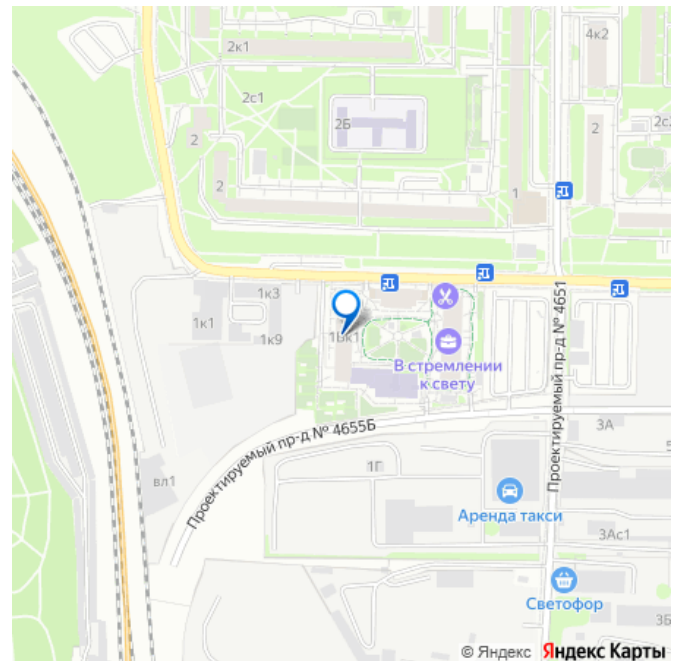 2к1
4к2
2с1
2Б
2
2
2с
2
1
1к3
1к1
1к9
1Вк1
В стремлении
к свету
Проектируемый пр-д № 4651
Проектируемый пр-д № 4655Б
3А
1Г
вл1
Аренда такси
3Ас1
Светофор
3Б
© Яндекс Яндекс Карты